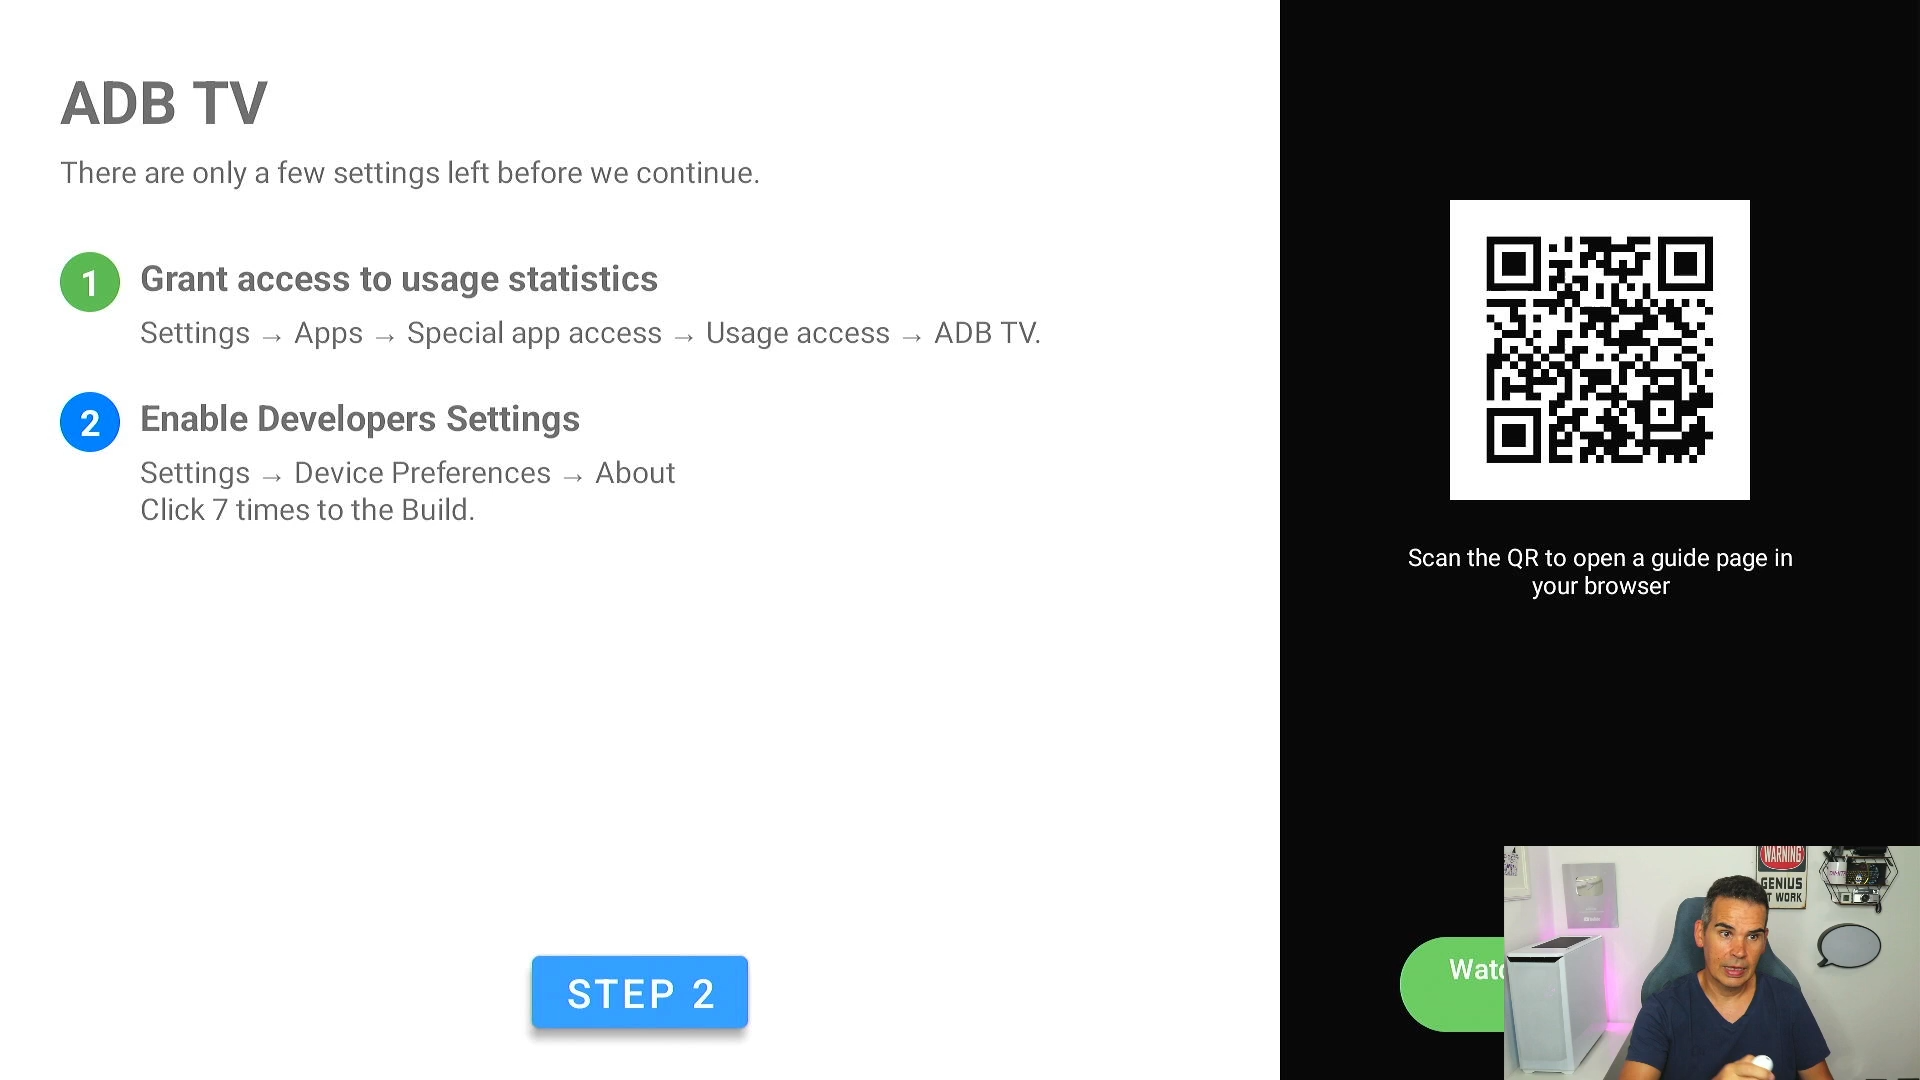 ADB TV
There are only a few settings left before we continue.
1 Grant access to usage statistics
Settings → Apps → Special app access → Usage access → ADB TV.
2 Enable Developers Settings
Settings → Device Preferences → About
Click 7 times to the Build.
STEP 2
Scan the QR to open a guide page in
your browser
WARNING
GENIUS
AT WORK